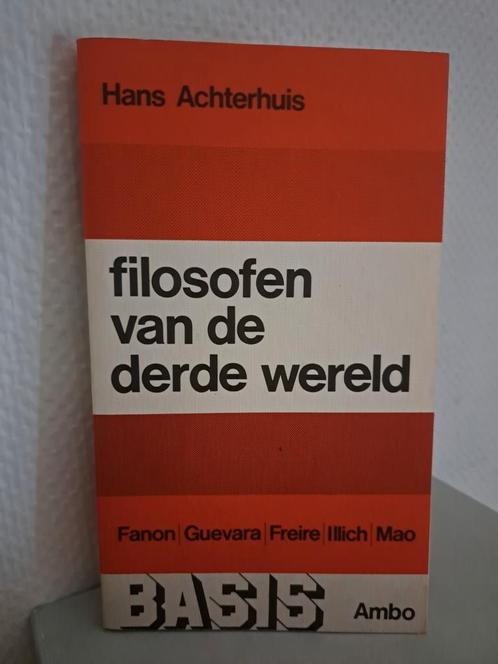 Hans Achterhuis
filosofen
van de
derde wereld
Fanon|Guevara|Freire|Illich|Mao
BASIS Ambo